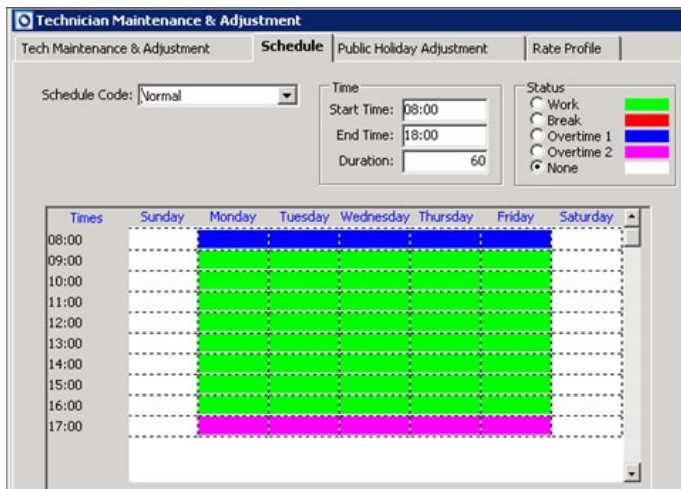 Technician Maintenance & Adjustment
Tech Maintenance & Adjustment Schedule Public Holiday Adjustment Rate Profile
Schedule Code: Normal
Time
Start Time: 08:00
End Time: 18:00
Duration: 60
Status
Work
Break
Overtime 1
Overtime 2
None
Times Sunday Monday Tuesday Wednesday Thursday Friday Saturday
08:00
09:00
10:00
11:00
12:00
13:00
14:00
15:00
16:00
17:00